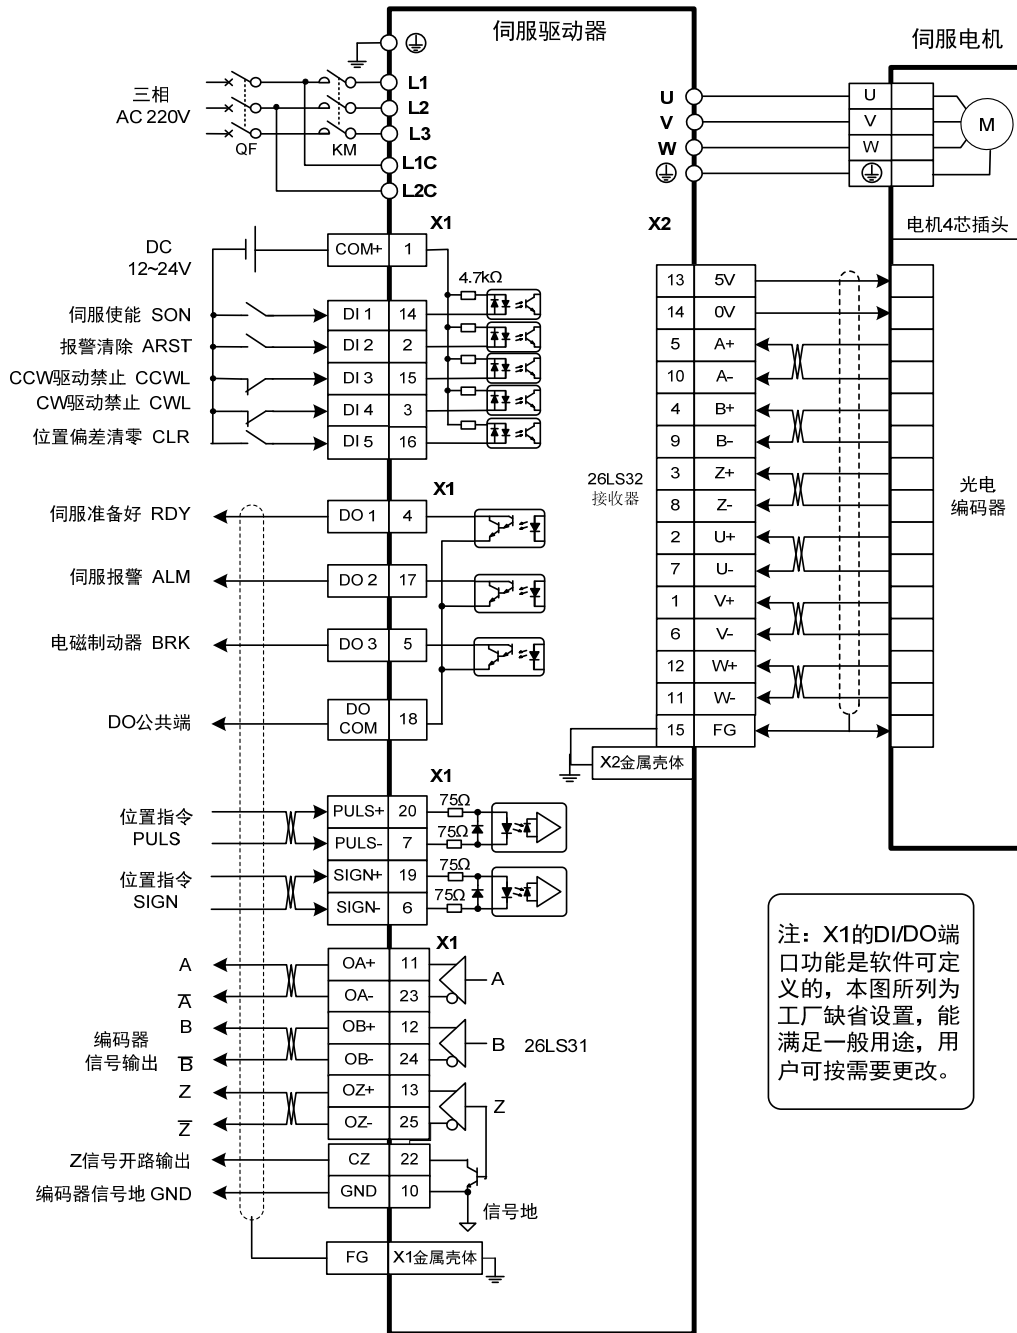 伺服驱动器
伺服电机
三相
AC 220V
QF
KM
L1
L2
L3
L1C
L2C
U
V
W
U
V
W
M
电机4芯插头
X1
DC
12~24V
COM+ 1
4.7kΩ
伺服使能 SON DI 1 14
报警清除 ARST DI 2 2
CCW驱动禁止 CCWL DI 3 15
CW驱动禁止 CWL DI 4 3
位置偏差清零 CLR DI 5 16
X1
伺服准备好 RDY DO 1 4
伺服报警 ALM DO 2 17
电磁制动器 BRK DO 3 5
DO公共端 DO COM 18
X1
位置指令
PULS
PULS+ 20 75Ω
PULS- 7 75Ω
位置指令
SIGN
SIGN+ 19 75Ω
SIGN- 6 75Ω
X1
A OA+ 11
A̅ OA- 23
A
编码器
信号输出
B OB+ 12
B̅ OB- 24
B
26LS31
Z OZ+ 13
Z̅ OZ- 25
Z
Z信号开路输出 CZ 22
编码器信号地 GND GND 10
信号地
FG X1金属壳体
X2
13 5V
14 0V
5 A+
10 A-
4 B+
9 B-
3 Z+
8 Z-
2 U+
7 U-
1 V+
6 V-
12 W+
11 W-
15 FG
26LS32
接收器
X2金属壳体
光电
编码器
注：X1的DI/DO端
口功能是软件可定
义的，本图所列为
工厂缺省设置，能
满足一般用途，用
户可按需要更改。